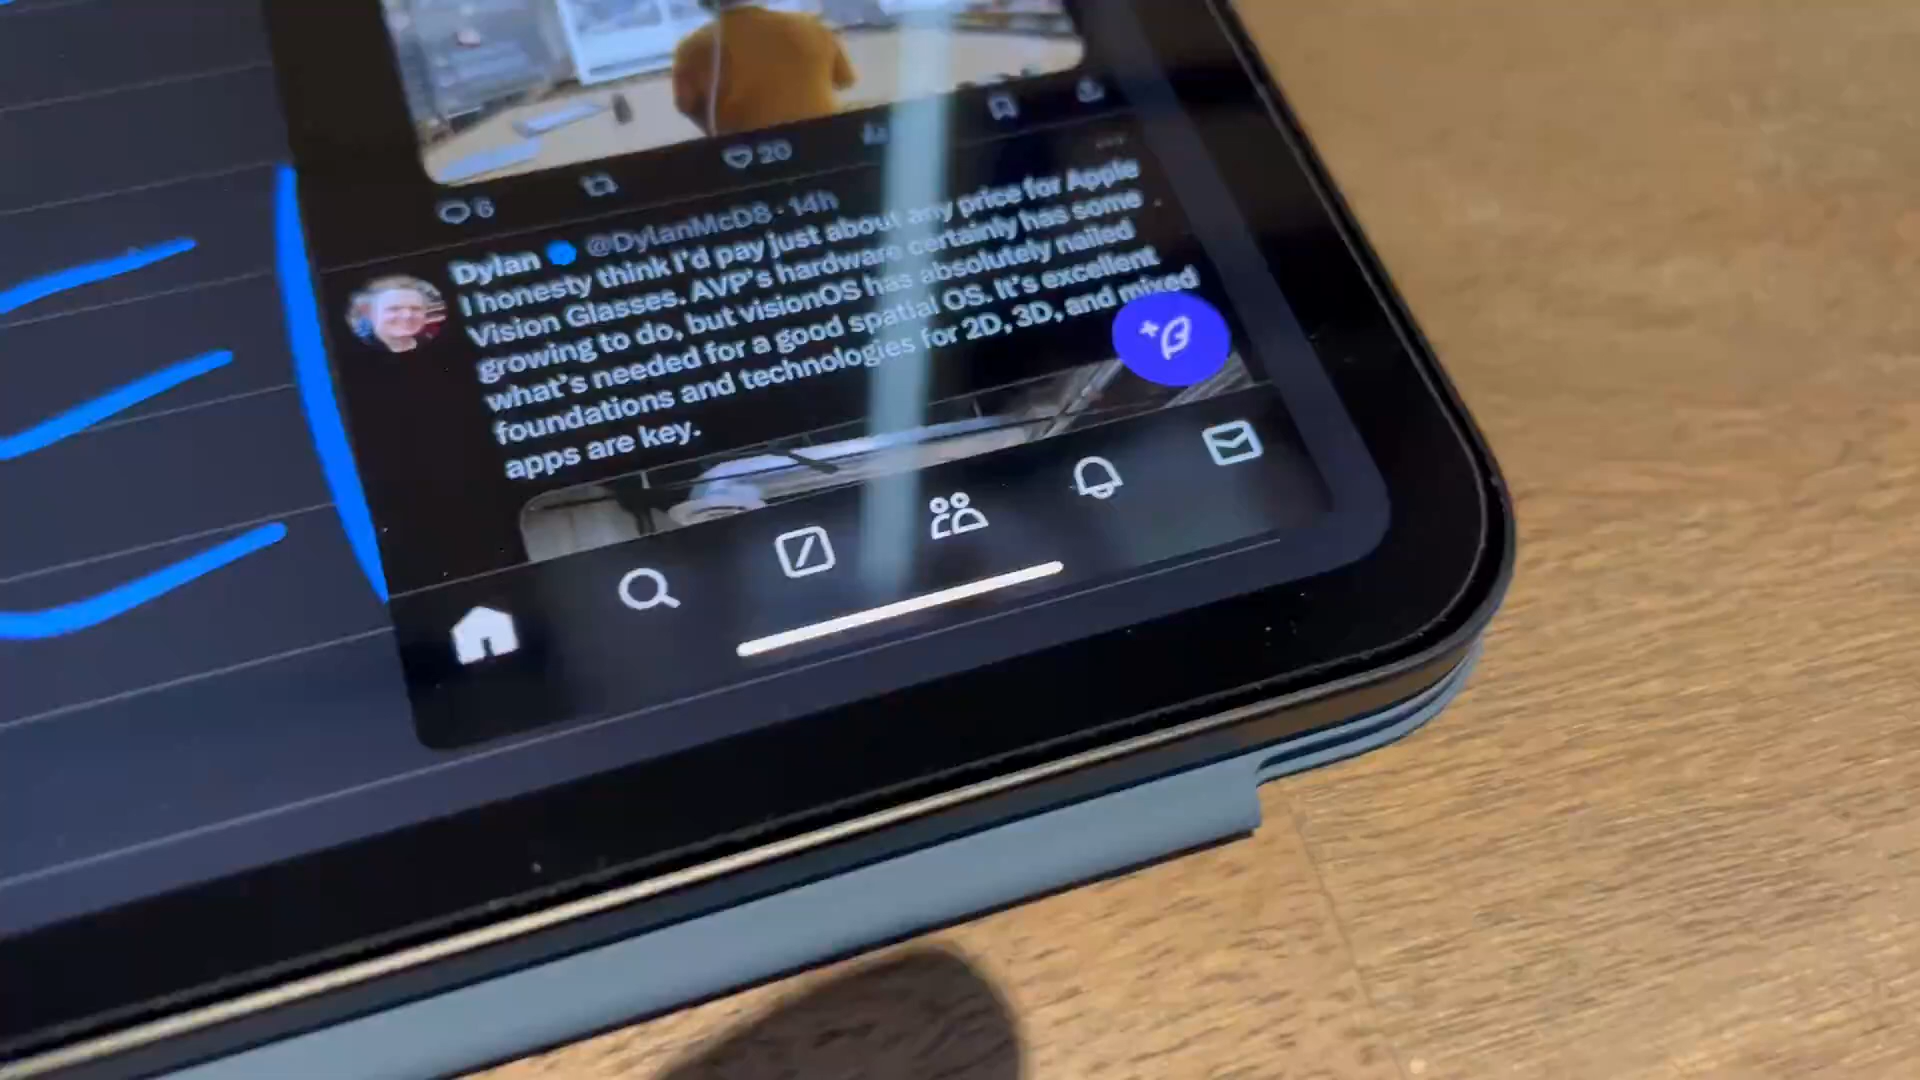 6
20
Dylan @DylanMcD8 · 14h
I honesty think I'd pay just about any price for Apple
Vision Glasses. AVP's hardware certainly has some
growing to do, but visionOS has absolutely nailed
what's needed for a good spatial OS. It's excellent
foundations and technologies for 2D, 3D, and mixed
apps are key.